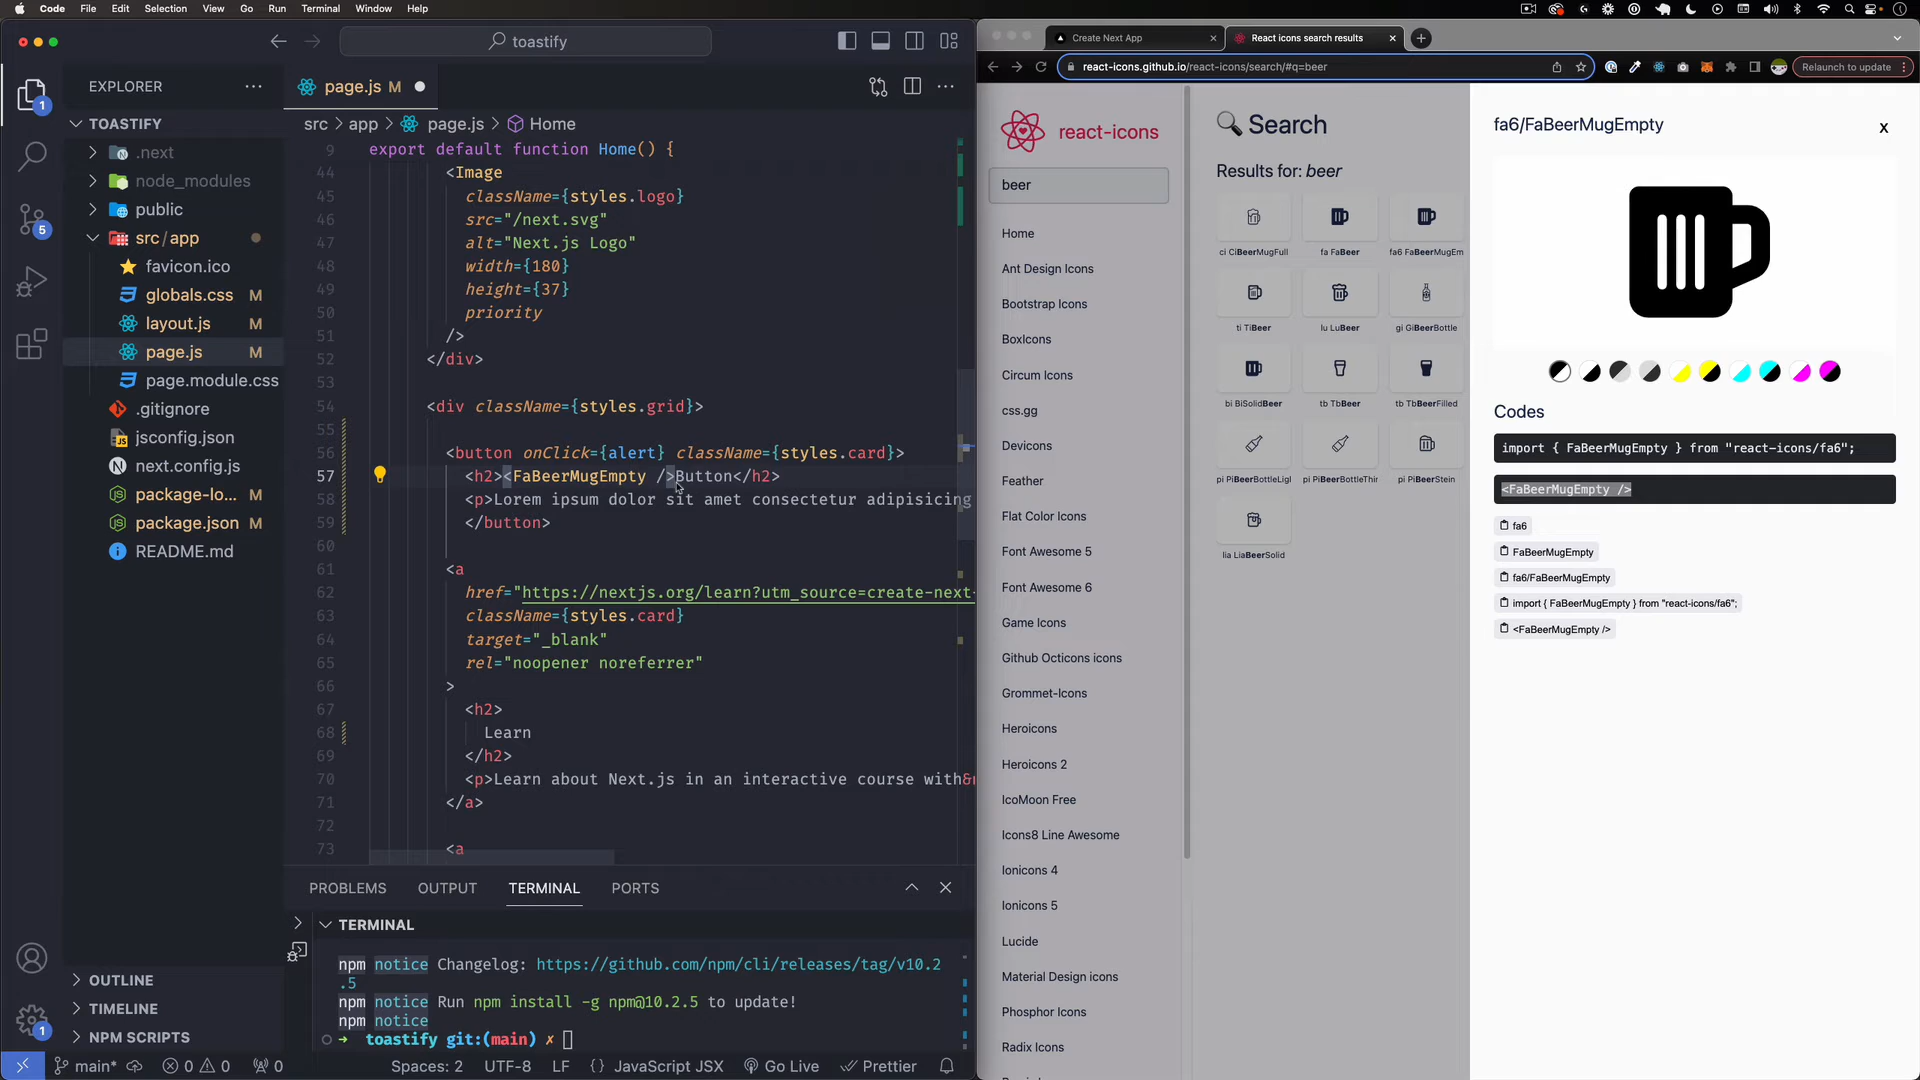 Code File Edit Selection View Go Run Terminal Window Help
toastify
Create Next App
React icons search results
react-icons.github.io/react-icons/search/#q=beer
Relaunch to update
EXPLORER
page.js M
TOASTIFY
src > app > page.js > Home
.next
node_modules
public
src/app
favicon.ico
globals.css M
layout.js M
page.js M
page.module.css
.gitignore
jsconfig.json
next.config.js
package-lo... M
package.json M
README.md
OUTLINE
TIMELINE
NPM SCRIPTS
1
5
1
9 export default function Home() {
44 <Image
45 className={styles.logo}
46 src="/next.svg"
47 alt="Next.js Logo"
48 width={180}
49 height={37}
50 priority
51 />
52 </div>
53
54 <div className={styles.grid}>
55
56 <button onClick={alert} className={styles.card}>
57 <h2><FaBeerMugEmpty />Button</h2>
58 <p>Lorem ipsum dolor sit amet consectetur adipisicing
59 </button>
60
61 <a
62 href="https://nextjs.org/learn?utm_source=create-next-
63 className={styles.card}
64 target="_blank"
65 rel="noopener noreferrer"
66 >
67 <h2>
68 Learn
69 </h2>
70 <p>Learn about Next.js in an interactive course with&
71 </a>
72
73 <a
PROBLEMS OUTPUT TERMINAL PORTS
TERMINAL
npm notice Changelog: https://github.com/npm/cli/releases/tag/v10.2
.5
npm notice Run npm install -g npm@10.2.5 to update!
npm notice
toastify git:(main) ✗
main* 0 0 0 Spaces: 2 UTF-8 LF {} JavaScript JSX Go Live Prettier
react-icons
beer
Home
Ant Design Icons
Bootstrap Icons
BoxIcons
Circum Icons
css.gg
Devicons
Feather
Flat Color Icons
Font Awesome 5
Font Awesome 6
Game Icons
Github Octicons icons
Grommet-Icons
Heroicons
Heroicons 2
IcoMoon Free
Icons8 Line Awesome
Ionicons 4
Ionicons 5
Lucide
Material Design icons
Phosphor Icons
Radix Icons
Search
Results for: beer
ci CiBeerMugFull fa FaBeer fa6 FaBeerMugEm
ti TiBeer lu LuBeer gi GiBeerBottle
bi BiSolidBeer tb TbBeer tb TbBeerFilled
pi PiBeerBottleLigl pi PiBeerBottleThir pi PiBeerStein
lia LiaBeerSolid
fa6/FaBeerMugEmpty
X
Codes
import { FaBeerMugEmpty } from "react-icons/fa6";
<FaBeerMugEmpty />
fa6
FaBeerMugEmpty
fa6/FaBeerMugEmpty
import { FaBeerMugEmpty } from "react-icons/fa6";
<FaBeerMugEmpty />